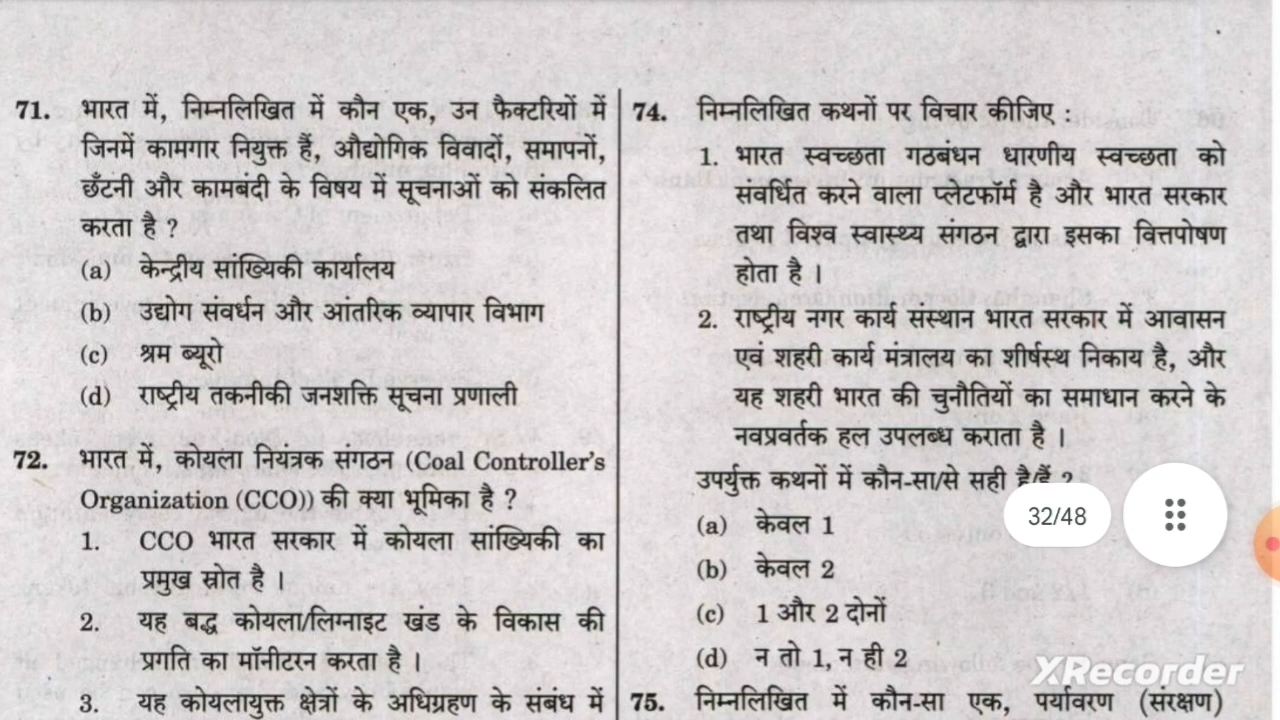 71. भारत में, निम्नलिखित में कौन एक, उन फैक्टरियों में
जिनमें कामगार नियुक्त हैं, औद्योगिक विवादों, समापनों,
छँटनी और कामबंदी के विषय में सूचनाओं को संकलित
करता है ?
(a) केन्द्रीय सांख्यिकी कार्यालय
(b) उद्योग संवर्धन और आंतरिक व्यापार विभाग
(c) श्रम ब्यूरो
(d) राष्ट्रीय तकनीकी जनशक्ति सूचना प्रणाली
72. भारत में, कोयला नियंत्रक संगठन (Coal Controller's
Organization (CCO)) की क्या भूमिका है ?
1. CCO भारत सरकार में कोयला सांख्यिकी का
प्रमुख स्रोत है ।
2. यह बद्ध कोयला/लिग्नाइट खंड के विकास की
प्रगति का मॉनीटरन करता है ।
3. यह कोयलायुक्त क्षेत्रों के अधिग्रहण के संबंध में
74. निम्नलिखित कथनों पर विचार कीजिए :
1. भारत स्वच्छता गठबंधन धारणीय स्वच्छता को
संवर्धित करने वाला प्लेटफॉर्म है और भारत सरकार
तथा विश्व स्वास्थ्य संगठन द्वारा इसका वित्तपोषण
होता है ।
2. राष्ट्रीय नगर कार्य संस्थान भारत सरकार में आवासन
एवं शहरी कार्य मंत्रालय का शीर्षस्थ निकाय है, और
यह शहरी भारत की चुनौतियों का समाधान करने के
नवप्रवर्तक हल उपलब्ध कराता है ।
उपर्युक्त कथनों में कौन-सा/से सही है/हैं ?
(a) केवल 1
(b) केवल 2
(c) 1 और 2 दोनों
(d) न तो 1, न ही 2
75. निम्नलिखित में कौन-सा एक, पर्यावरण (संरक्षण)
32/48
XRecorder